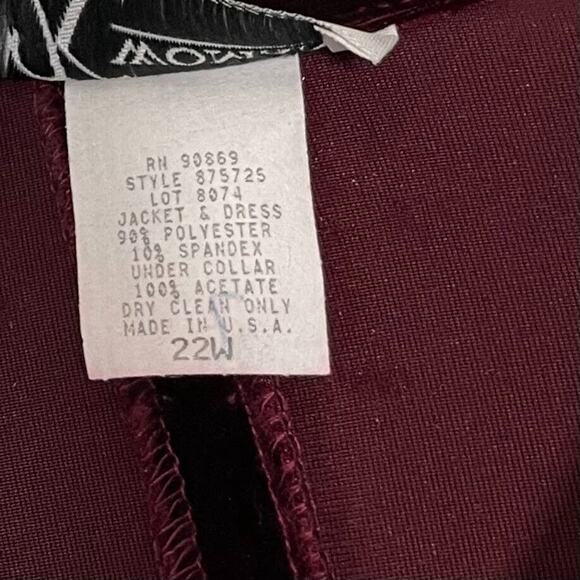 RN 90869
STYLE 875725
LOT 8074
JACKET & DRESS
90% POLYESTER
10% SPANDEX
UNDER COLLAR
100% ACETATE
DRY CLEAN ONLY
MADE IN U.S.A.
22W